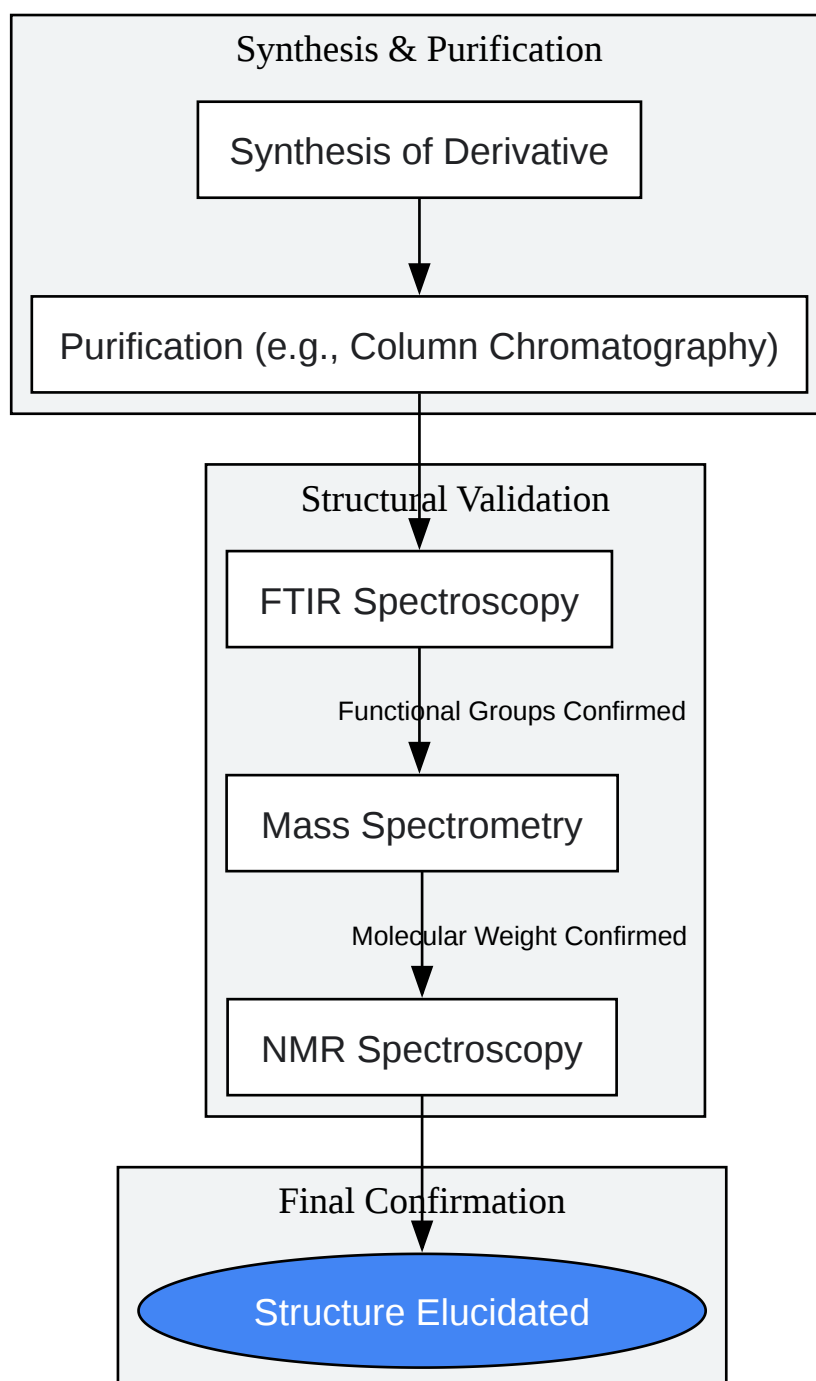 Synthesis & Purification
Synthesis of Derivative
Purification (e.g., Column Chromatography)
Structural Validation
FTIR Spectroscopy
Functional Groups Confirmed
Mass Spectrometry
Molecular Weight Confirmed
NMR Spectroscopy
Final Confirmation
Structure Elucidated